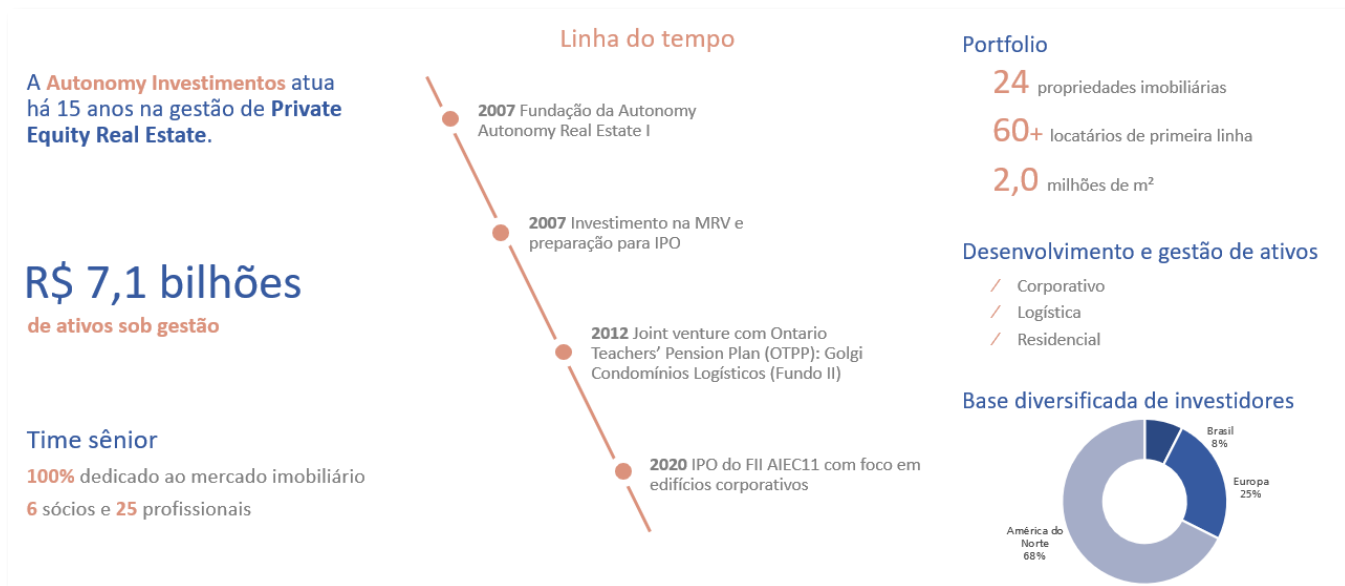 A Autonomy Investimentos atua
há 15 anos na gestão de Private
Equity Real Estate.
R$ 7,1 bilhões
de ativos sob gestão
Time sênior
100% dedicado ao mercado imobiliário
6 sócios e 25 profissionais
Linha do tempo
2007 Fundação da Autonomy
Autonomy Real Estate I
2007 Investimento na MRV e
preparação para IPO
2012 Joint venture com Ontario
Teachers’ Pension Plan (OTPP): Golgi
Condomínios Logísticos (Fundo II)
2020 IPO do FII AIEC11 com foco em
edifícios corporativos
Portfolio
24 propriedades imobiliárias
60+ locatários de primeira linha
2,0 milhões de m²
Desenvolvimento e gestão de ativos
/ Corporativo
/ Logística
/ Residencial
Base diversificada de investidores
Brasil
8%
Europa
25%
América do
Norte
68%